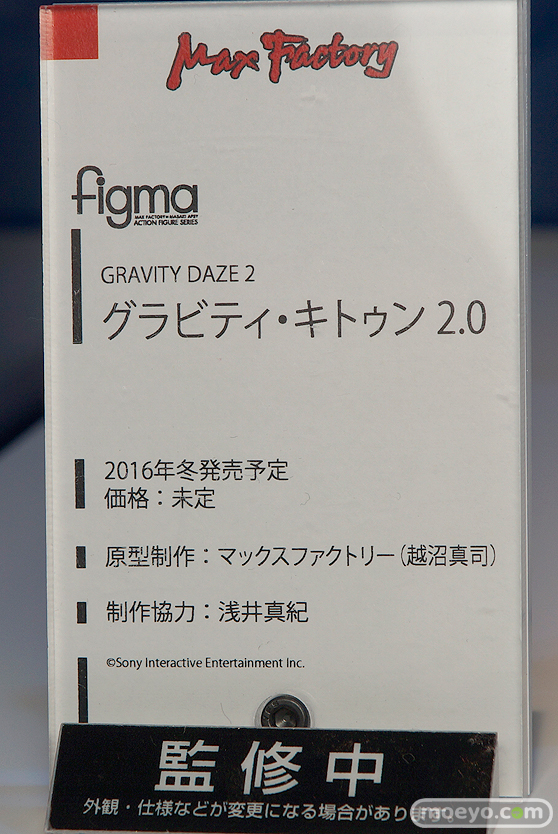 Max Factory
figma
MAX FACTORY × MASAKI APSY
ACTION FIGURE SERIES
GRAVITY DAZE 2
グラビティ・キトゥン 2.0
2016年冬発売予定
価格：未定
原型制作：マックスファクトリー（越沼真司）
制作協力：浅井真紀
©Sony Interactive Entertainment Inc.
監修中
外観・仕様などが変更になる場合があります
moeyo.com